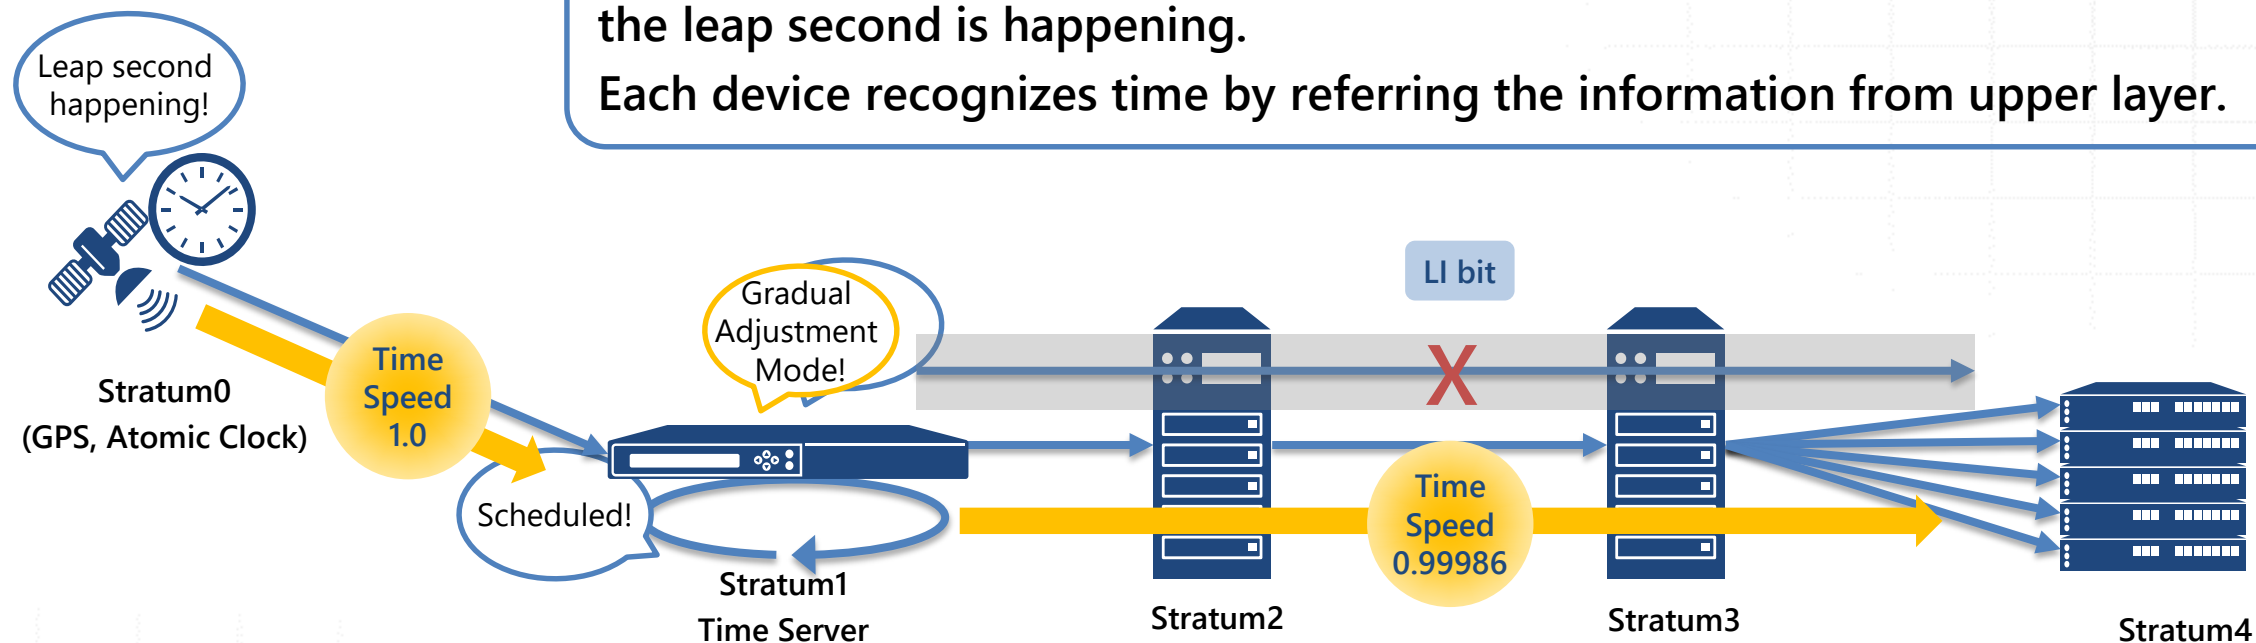 the leap second is happening.
Each device recognizes time by referring the information from upper layer.
Leap second
happening!
Stratum0
(GPS, Atomic Clock)
Time
Speed
1.0
Scheduled!
Gradual
Adjustment
Mode!
Stratum1
Time Server
LI bit
X
Time
Speed
0.99986
Stratum2
Stratum3
Stratum4